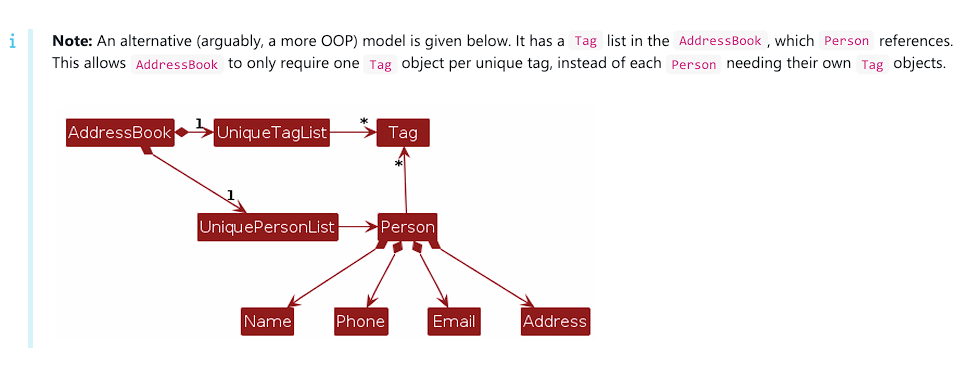 i
Note: An alternative (arguably, a more OOP) model is given below. It has a Tag list in the AddressBook , which Person references.
This allows AddressBook to only require one Tag object per unique tag, instead of each Person needing their own Tag objects.
AddressBook 1 UniqueTagList * Tag
*
1
UniquePersonList Person
Name Phone Email Address